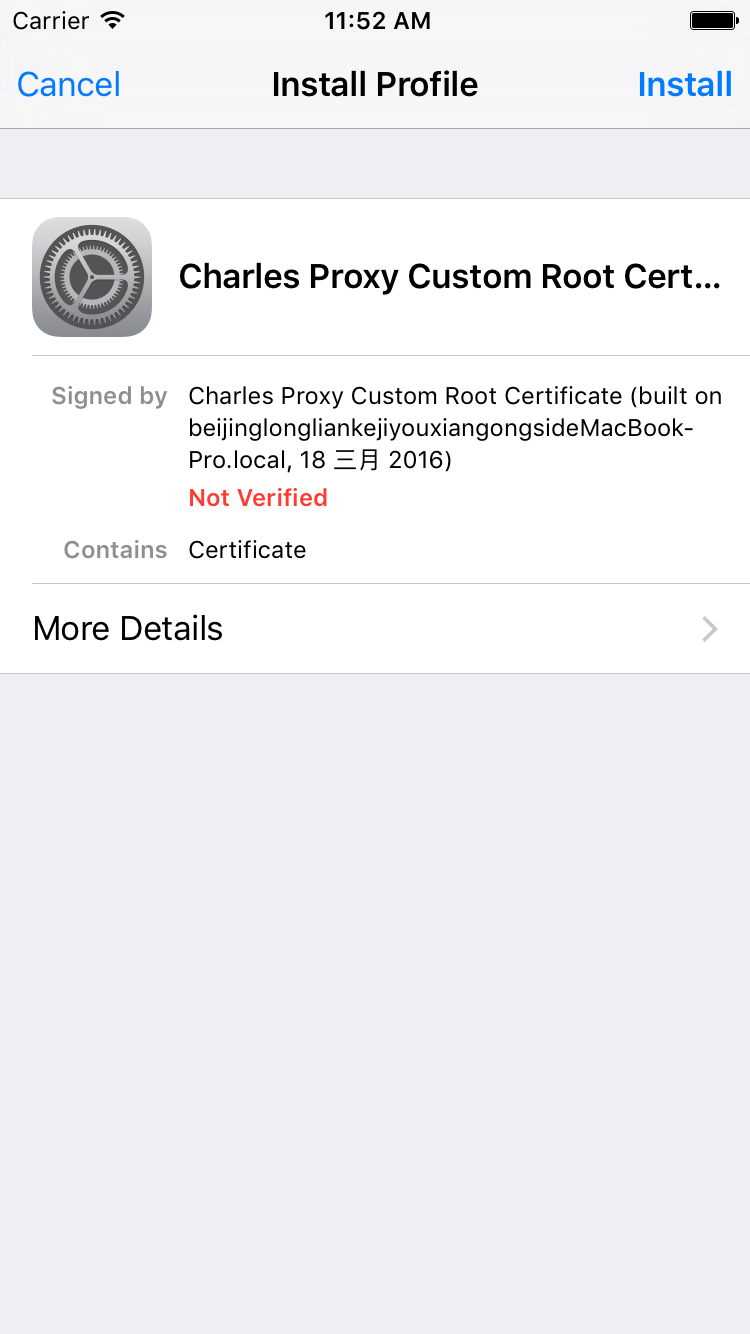 Carrier 11:52 AM
Cancel Install Profile Install
Charles Proxy Custom Root Cert...
Signed by Charles Proxy Custom Root Certificate (built on
beijinglongliankejiyouxiangongsideMacBook-
Pro.local, 18 三月 2016)
Not Verified
Contains Certificate
More Details